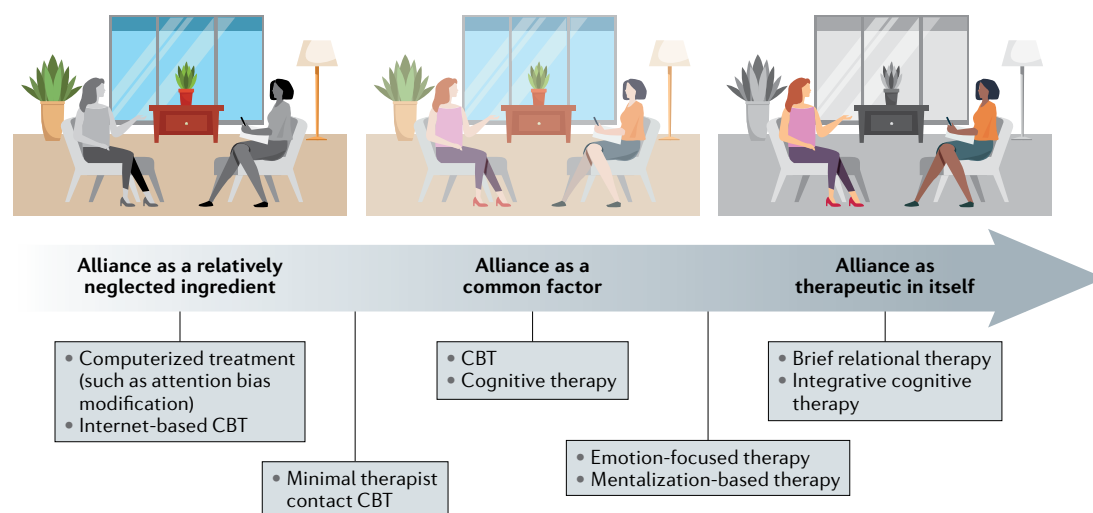 Alliance as a relatively
neglected ingredient
Alliance as a
common factor
Alliance as
therapeutic in itself
• Computerized treatment
(such as attention bias
modification)
• Internet-based CBT
• Minimal therapist
contact CBT
• CBT
• Cognitive therapy
• Emotion-focused therapy
• Mentalization-based therapy
• Brief relational therapy
• Integrative cognitive
therapy